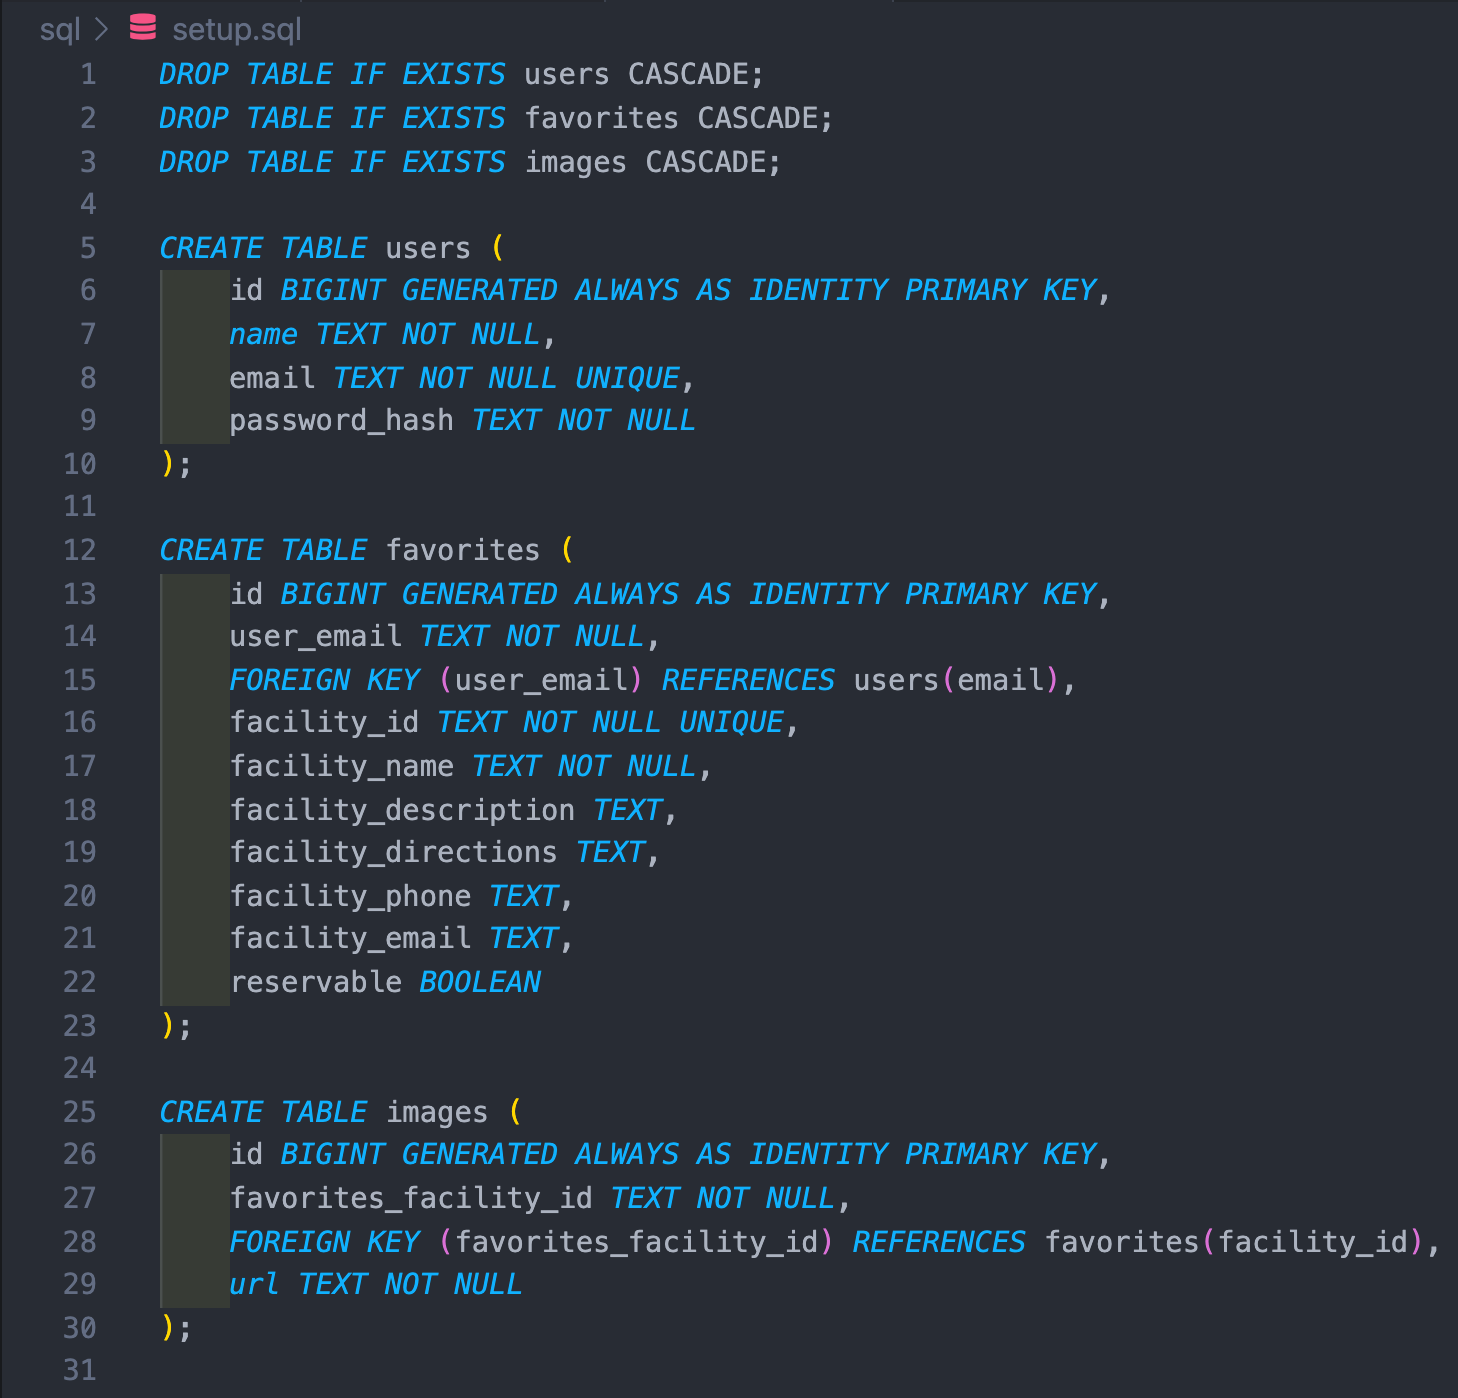 sql > setup.sql
1 DROP TABLE IF EXISTS users CASCADE;
2 DROP TABLE IF EXISTS favorites CASCADE;
3 DROP TABLE IF EXISTS images CASCADE;
4
5 CREATE TABLE users (
6     id BIGINT GENERATED ALWAYS AS IDENTITY PRIMARY KEY,
7     name TEXT NOT NULL,
8     email TEXT NOT NULL UNIQUE,
9     password_hash TEXT NOT NULL
10 );
11
12 CREATE TABLE favorites (
13     id BIGINT GENERATED ALWAYS AS IDENTITY PRIMARY KEY,
14     user_email TEXT NOT NULL,
15     FOREIGN KEY (user_email) REFERENCES users(email),
16     facility_id TEXT NOT NULL UNIQUE,
17     facility_name TEXT NOT NULL,
18     facility_description TEXT,
19     facility_directions TEXT,
20     facility_phone TEXT,
21     facility_email TEXT,
22     reservable BOOLEAN
23 );
24
25 CREATE TABLE images (
26     id BIGINT GENERATED ALWAYS AS IDENTITY PRIMARY KEY,
27     favorites_facility_id TEXT NOT NULL,
28     FOREIGN KEY (favorites_facility_id) REFERENCES favorites(facility_id),
29     url TEXT NOT NULL
30 );
31